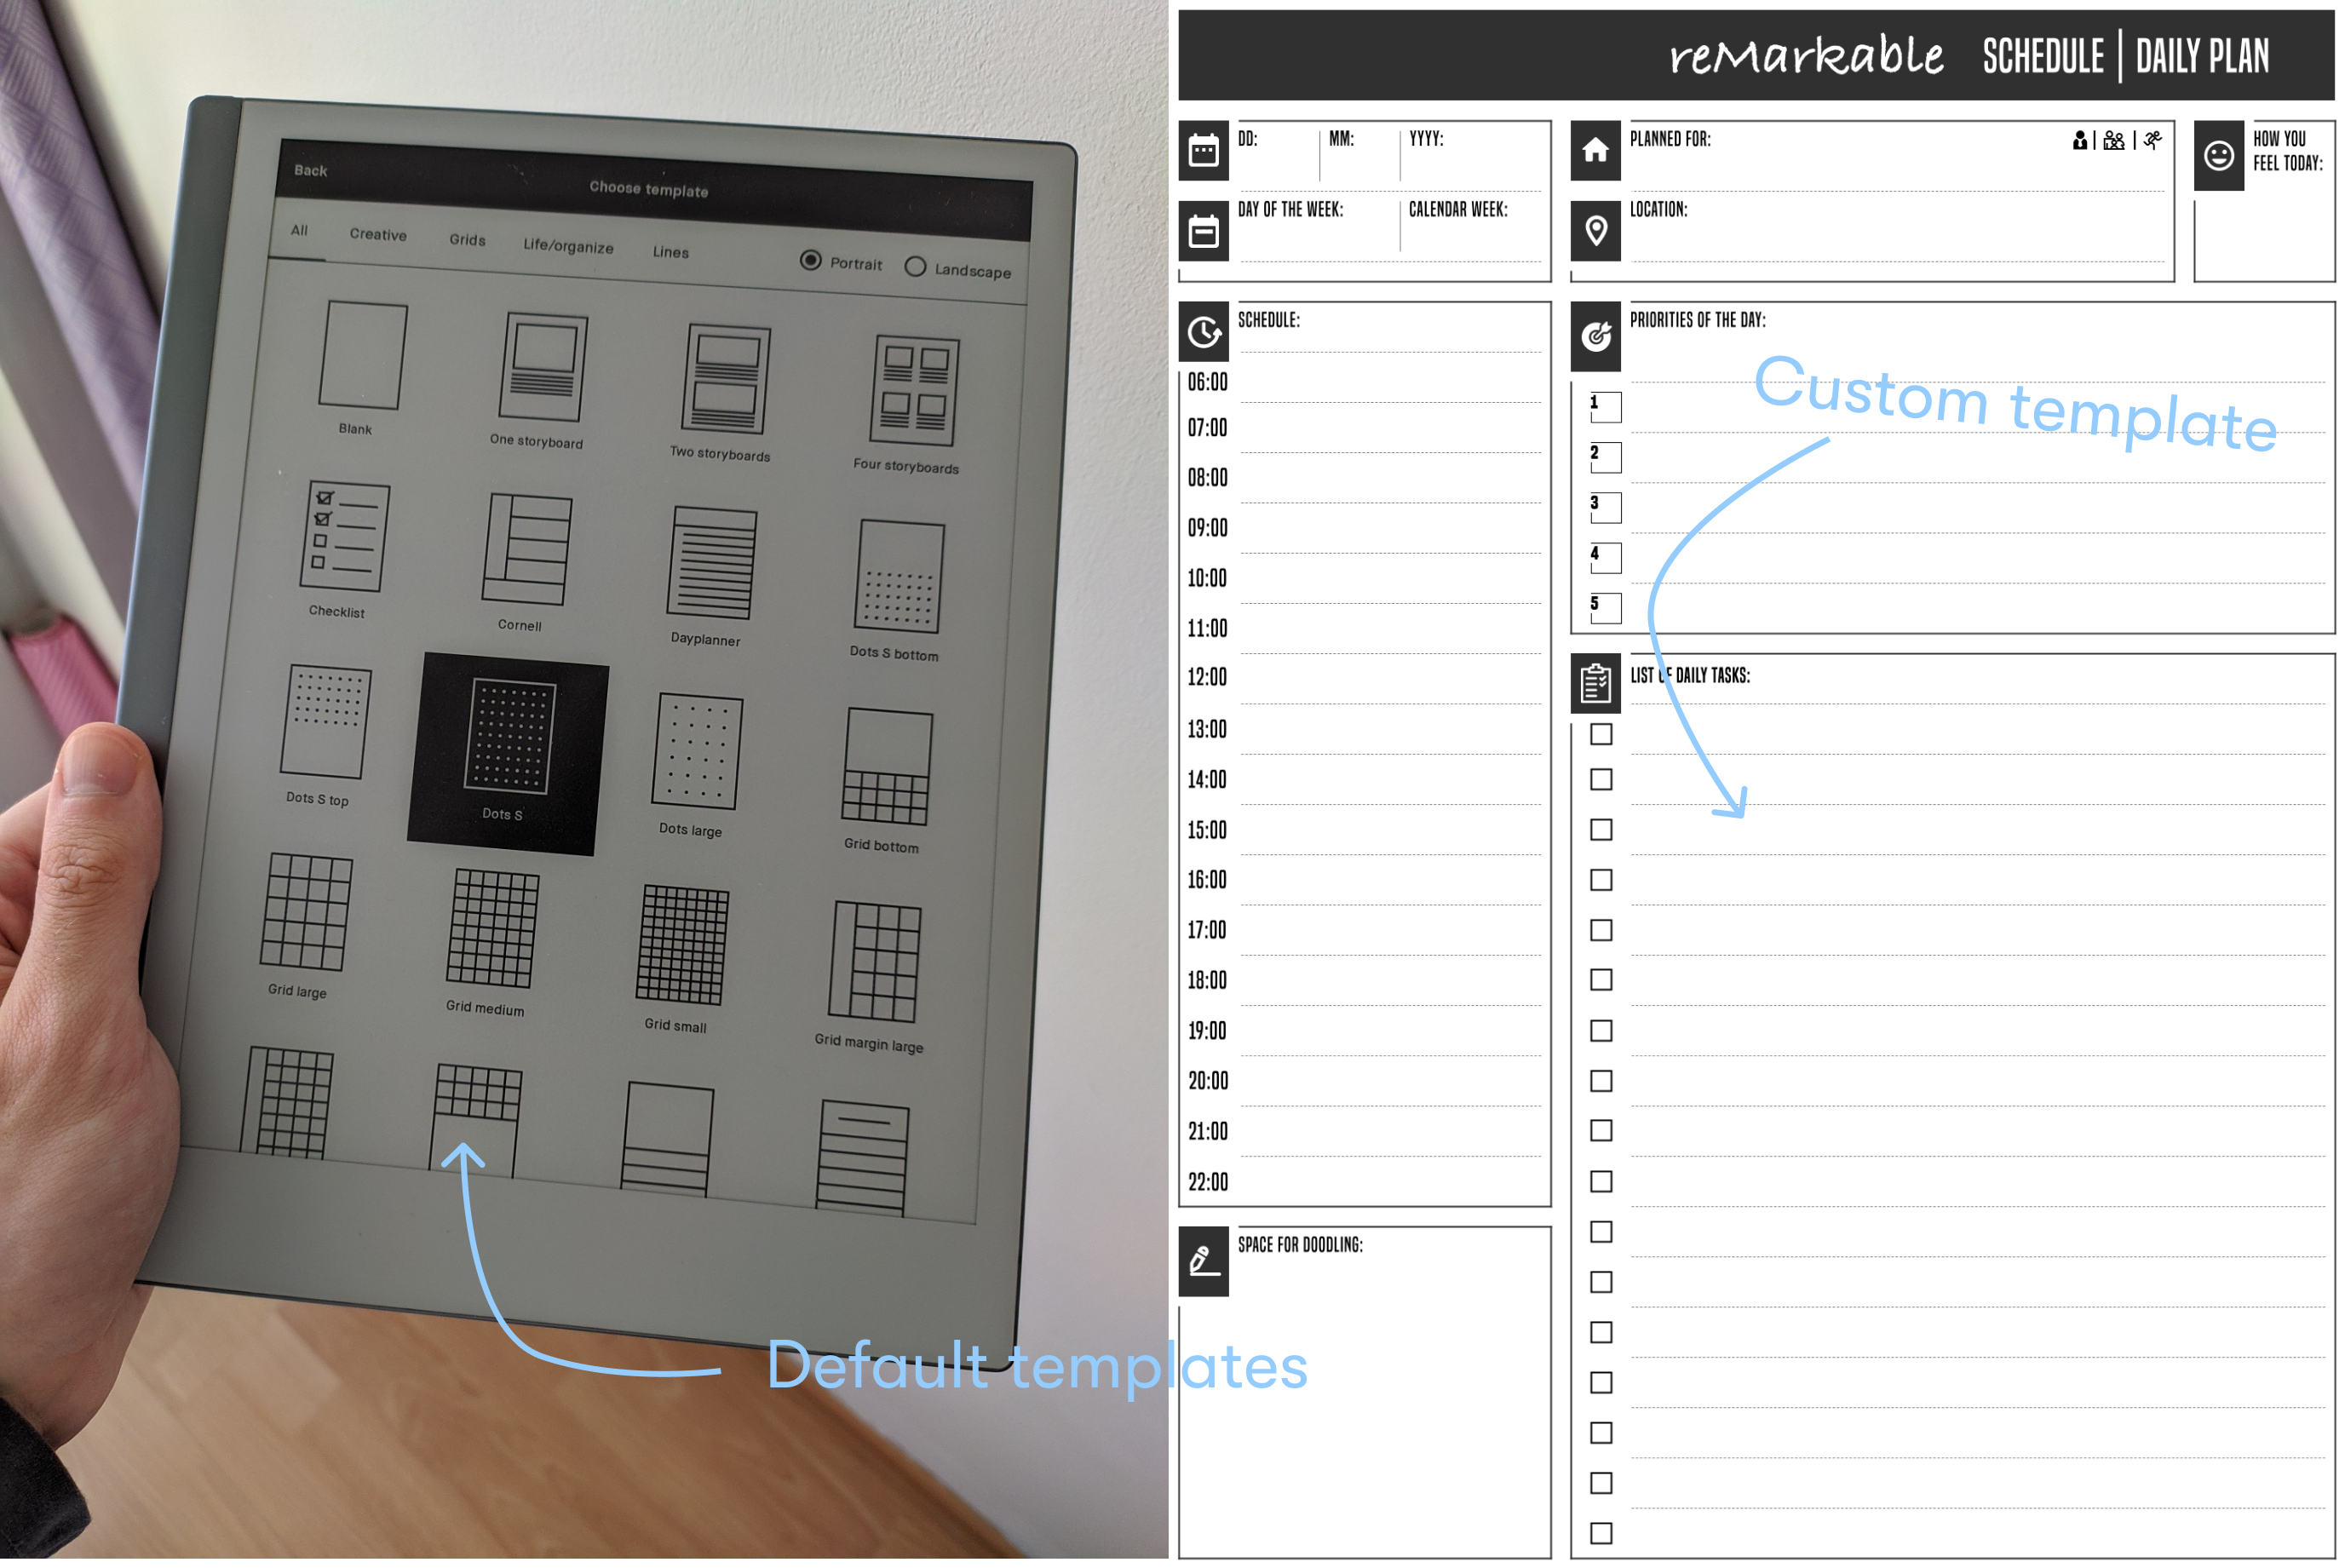 Back
Choose template
All Creative Grids Life/organize Lines Portrait Landscape
Blank One storyboard Two storyboards Four storyboards
Checklist Cornell Dayplanner Dots S bottom
Dots S top Dots S Dots large Grid bottom
Grid large Grid medium Grid small Grid margin large
Default templates
reMarkable SCHEDULE | DAILY PLAN
DD: MM: YYYY:
DAY OF THE WEEK: CALENDAR WEEK:
PLANNED FOR:
LOCATION:
HOW YOU
FEEL TODAY:
SCHEDULE:
06:00
07:00
08:00
09:00
10:00
11:00
12:00
13:00
14:00
15:00
16:00
17:00
18:00
19:00
20:00
21:00
22:00
SPACE FOR DOODLING:
PRIORITIES OF THE DAY:
Custom template
1
2
3
4
5
LIST OF DAILY TASKS: